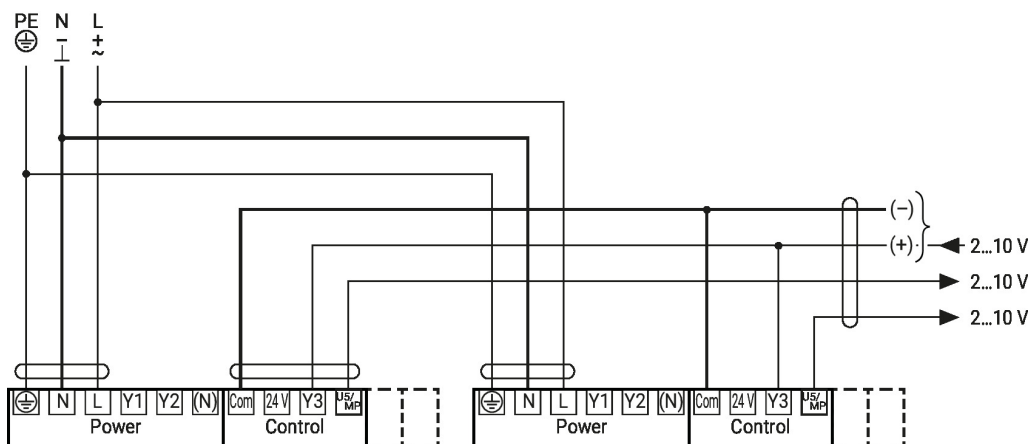 PE N L
− + ~
(−)
(+) 2...10 V
2...10 V
2...10 V
N L Y1 Y2 (N) Com 24 V Y3 U5/MP N L Y1 Y2 (N) Com 24 V Y3 U5/MP
Power Control Power Control